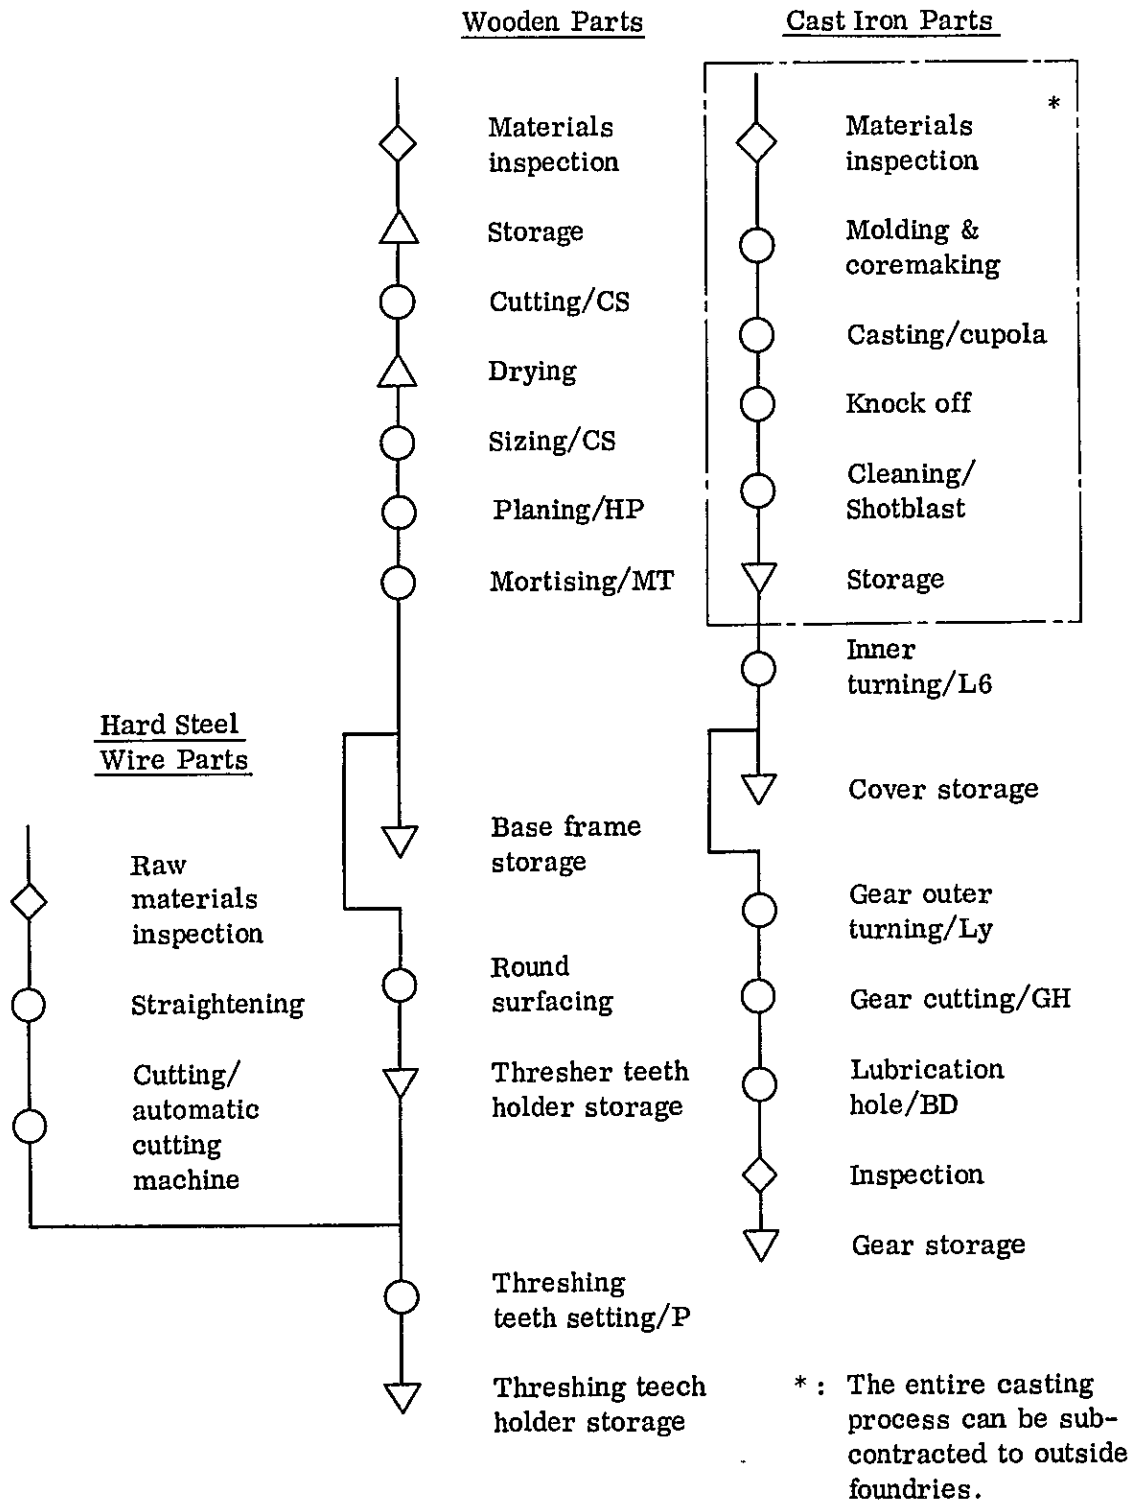 Wooden Parts
Materials
inspection
Storage
Cutting/CS
Drying
Sizing/CS
Planing/HP
Mortising/MT
Base frame
storage
Round
surfacing
Thresher teeth
holder storage
Threshing
teeth setting/P
Threshing teech
holder storage
Cast Iron Parts
*
Materials
inspection
Molding &
coremaking
Casting/cupola
Knock off
Cleaning/
Shotblast
Storage
Inner
turning/L6
Cover storage
Gear outer
turning/Ly
Gear cutting/GH
Lubrication
hole/BD
Inspection
Gear storage
Hard Steel
Wire Parts
Raw
materials
inspection
Straightening
Cutting/
automatic
cutting
machine
* : The entire casting
process can be sub-
contracted to outside
foundries.